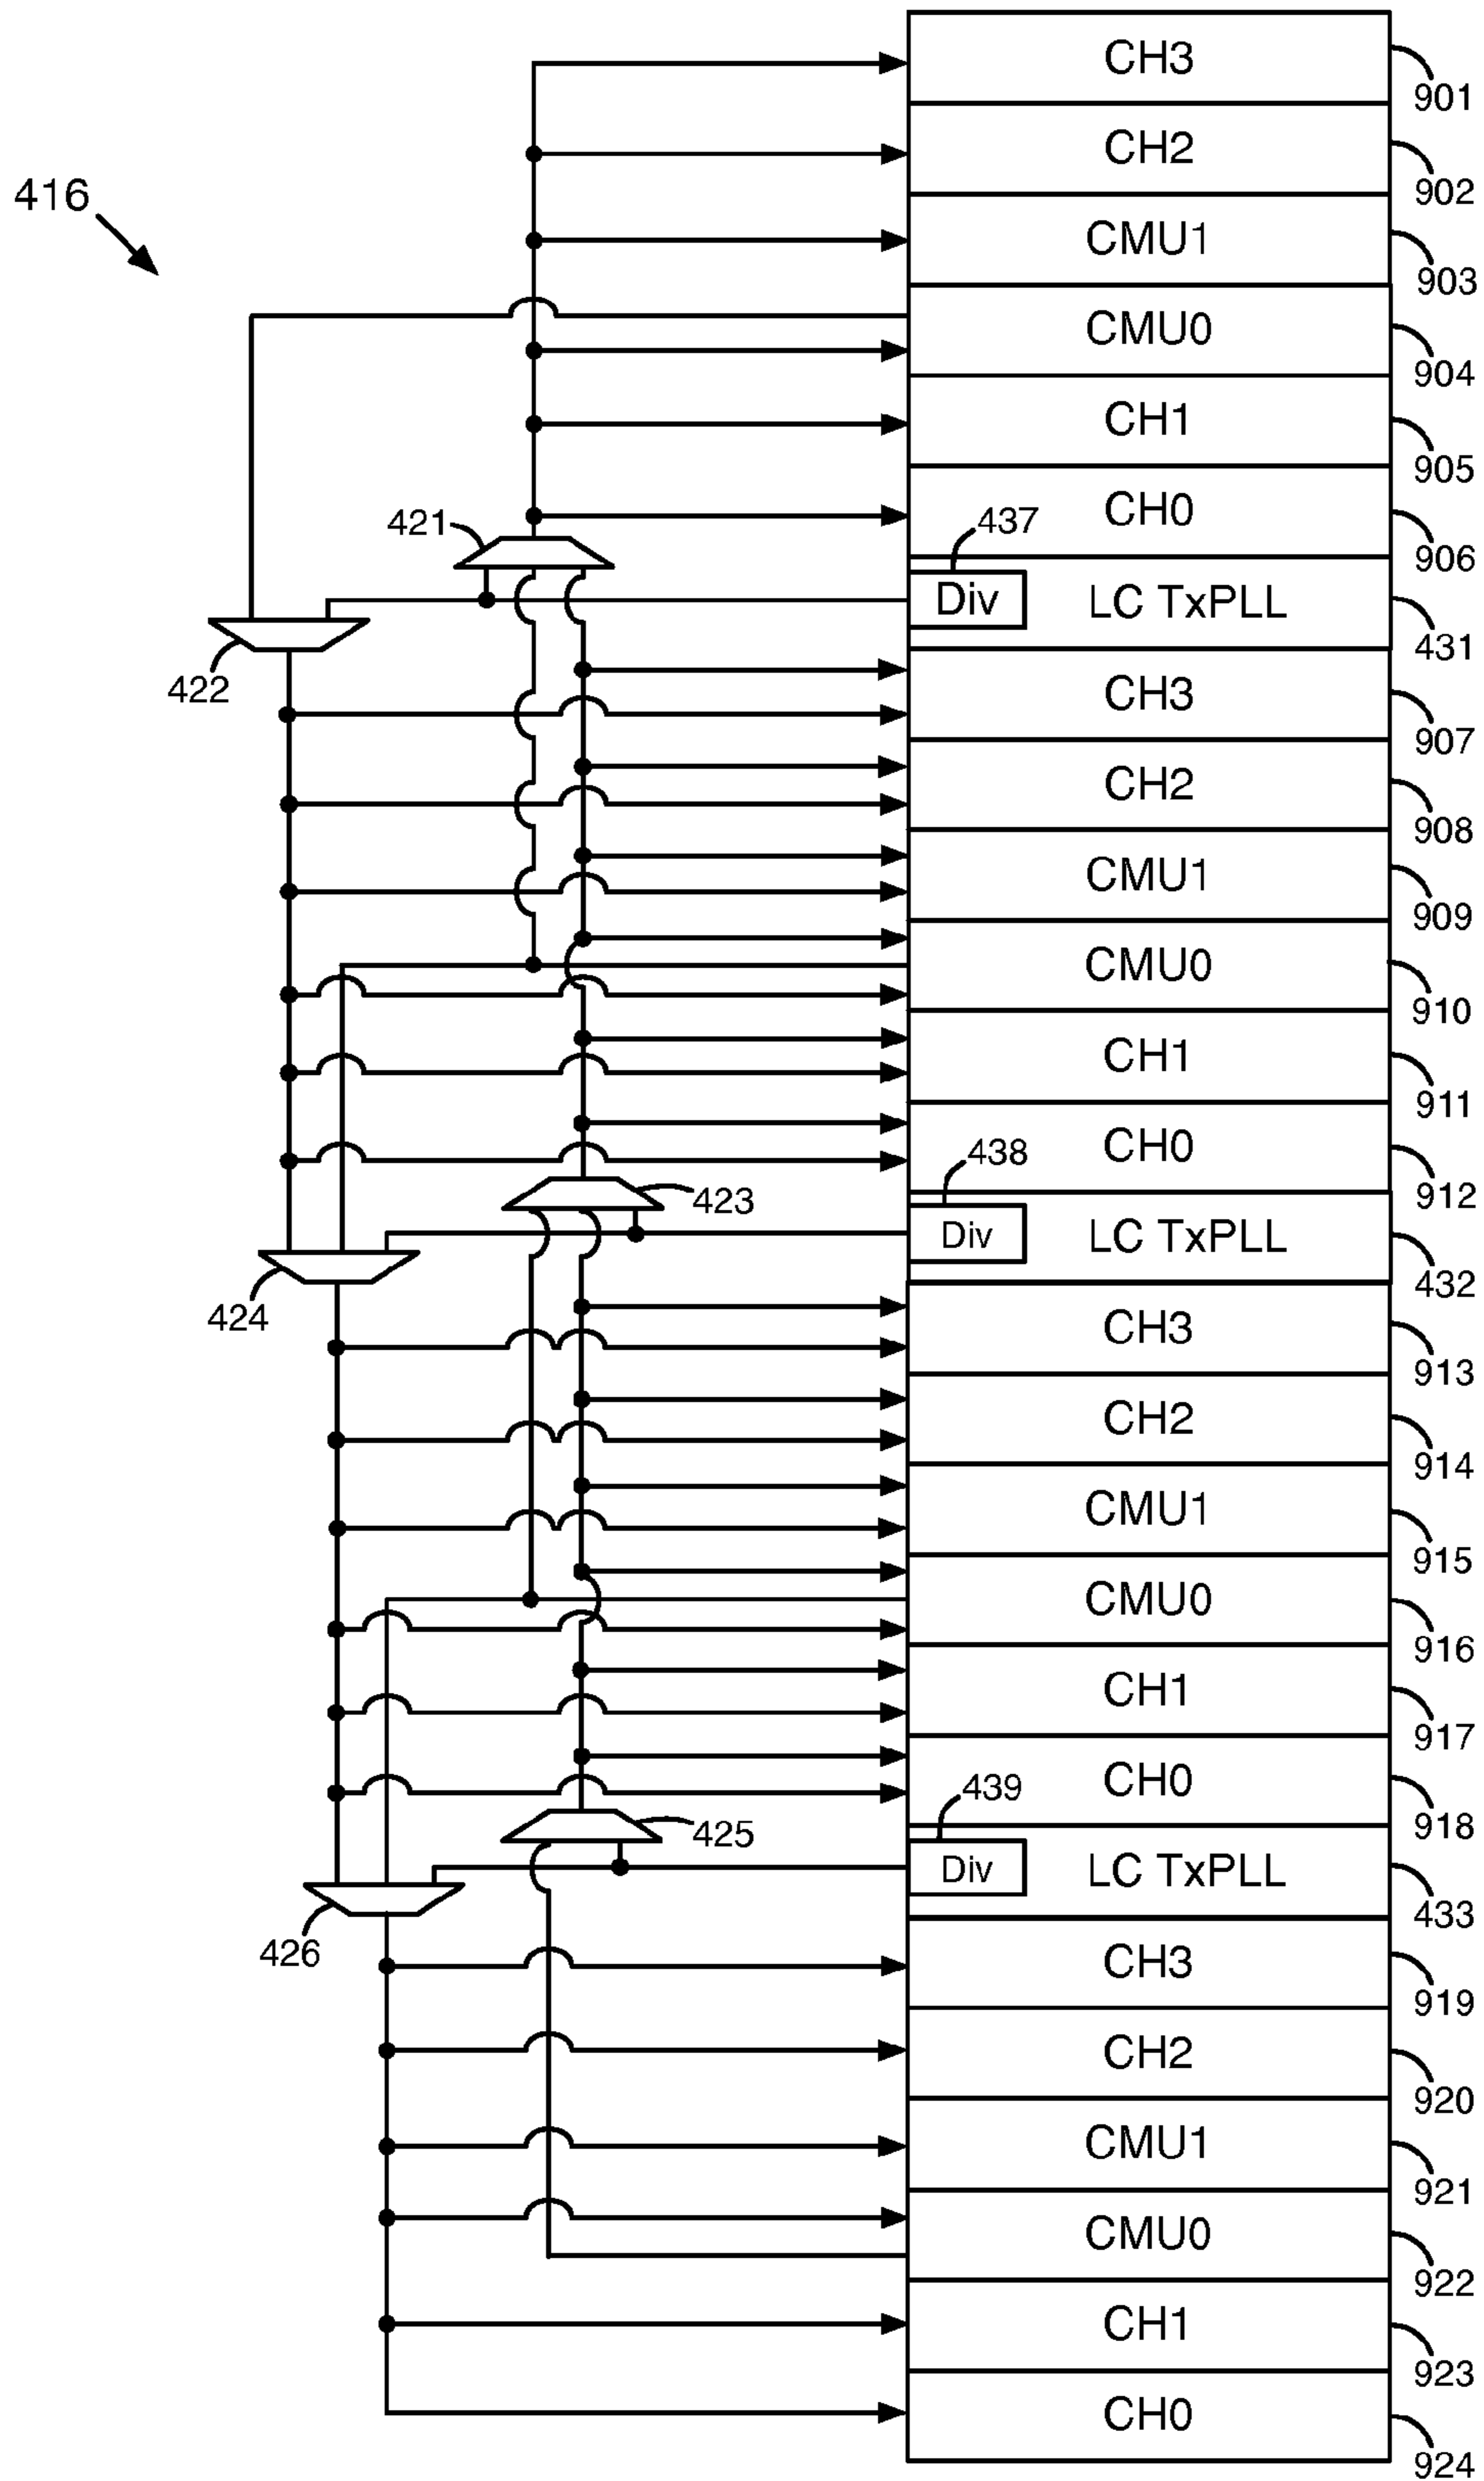 CH3
901
CH2
902
416
CMU1
903
CMU0
904
CH1
905
421
437
CH0
906
Div
LC TxPLL
431
422
CH3
907
CH2
908
CMU1
909
CMU0
910
CH1
911
438
CH0
912
423
Div
LC TxPLL
432
424
CH3
913
CH2
914
CMU1
915
CMU0
916
CH1
917
439
CH0
918
425
Div
LC TxPLL
433
426
CH3
919
CH2
920
CMU1
921
CMU0
922
CH1
923
CH0
924